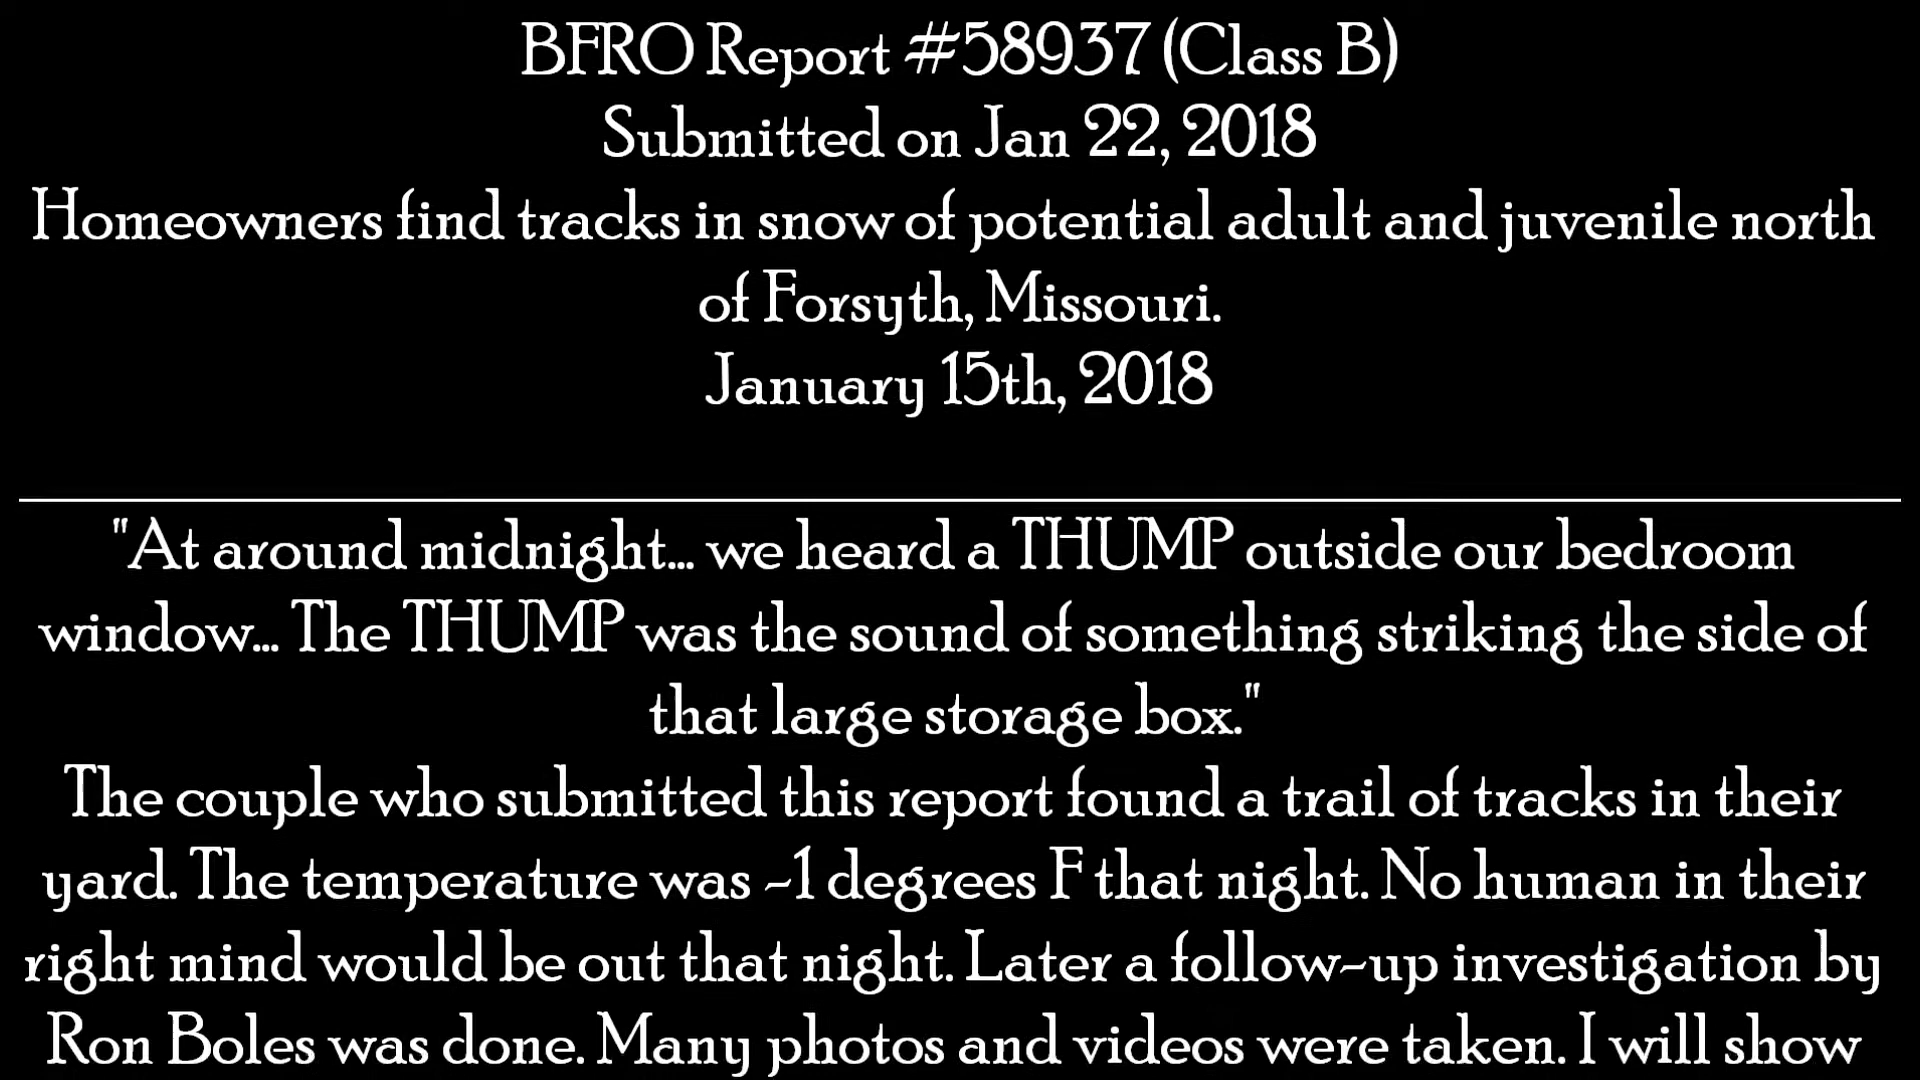 BFRO Report #58937 (Class B)
Submitted on Jan 22, 2018
Homeowners find tracks in snow of potential adult and juvenile north
of Forsyth, Missouri.
January 15th, 2018
"At around midnight... we heard a THUMP outside our bedroom
window... The THUMP was the sound of something striking the side of
that large storage box."
The couple who submitted this report found a trail of tracks in their
yard. The temperature was -1 degrees F that night. No human in their
right mind would be out that night. Later a follow-up investigation by
Ron Boles was done. Many photos and videos were taken. I will show